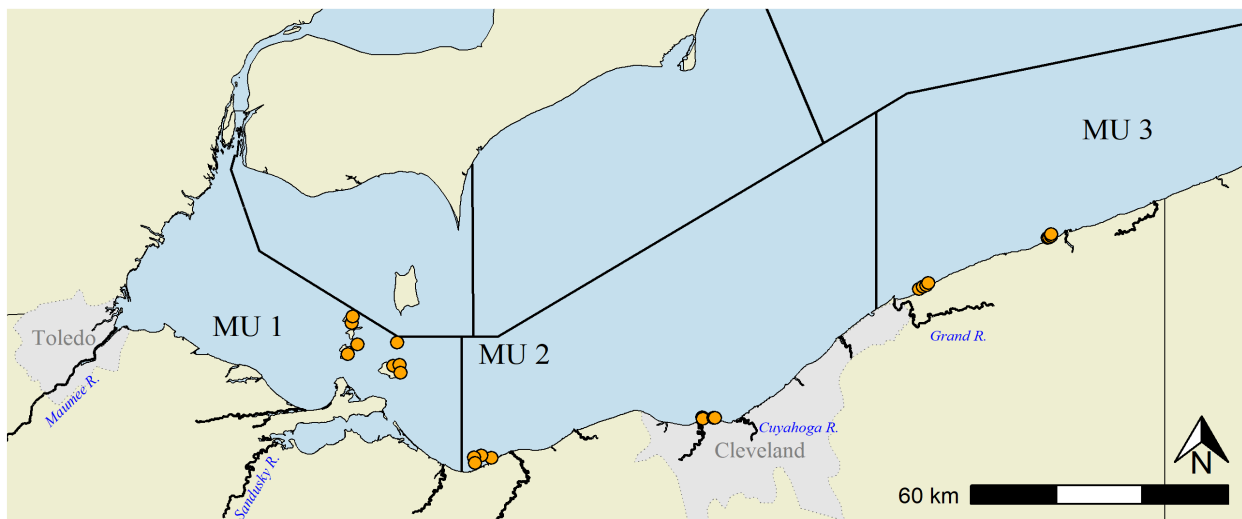 MU 3
MU 1
Toledo
MU 2
Grand R.
Maumee R.
Cuyahoga R.
Cleveland
Sandusky R.
N
60 km